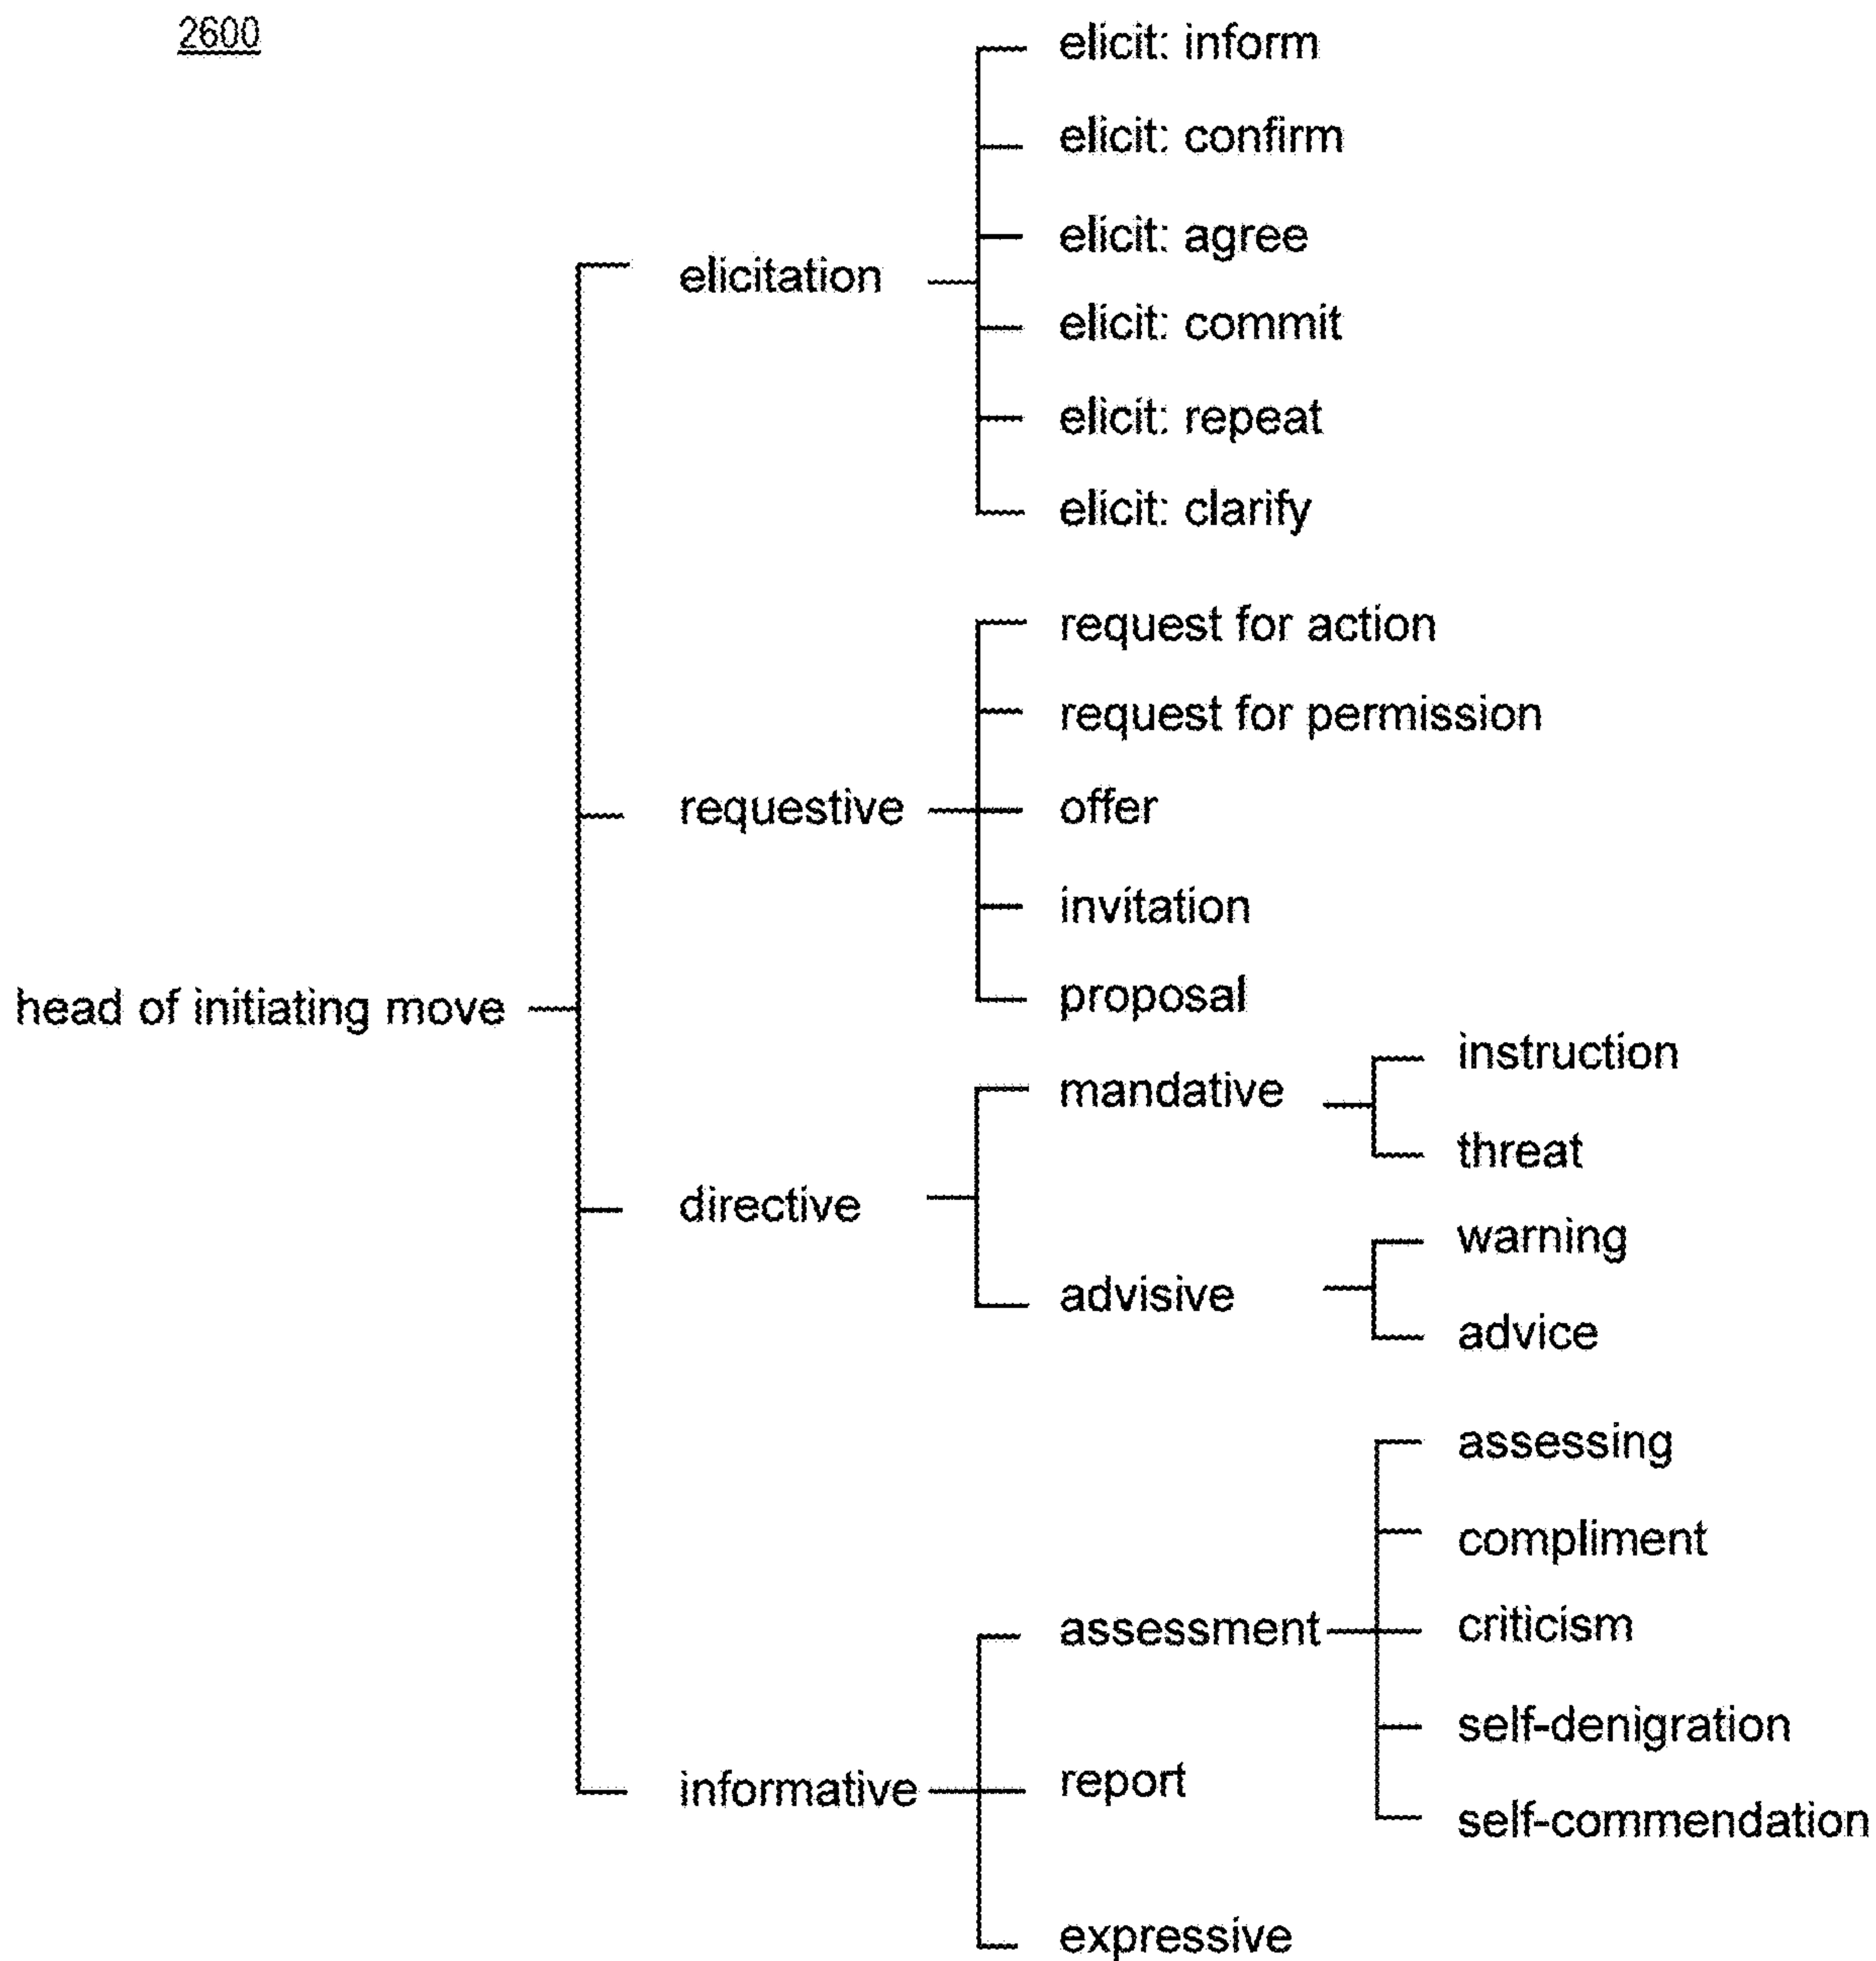 2600
elicit: inform
elicit: confirm
elicit: agree
elicitation
elicit: commit
elicit: repeat
elicit: clarify
request for action
request for permission
requestive
offer
invitation
proposal
head of initiating move
instruction
mandative
threat
directive
warning
advisive
advice
assessing
compliment
assessment
criticism
self-denigration
report
informative
self-commendation
expressive